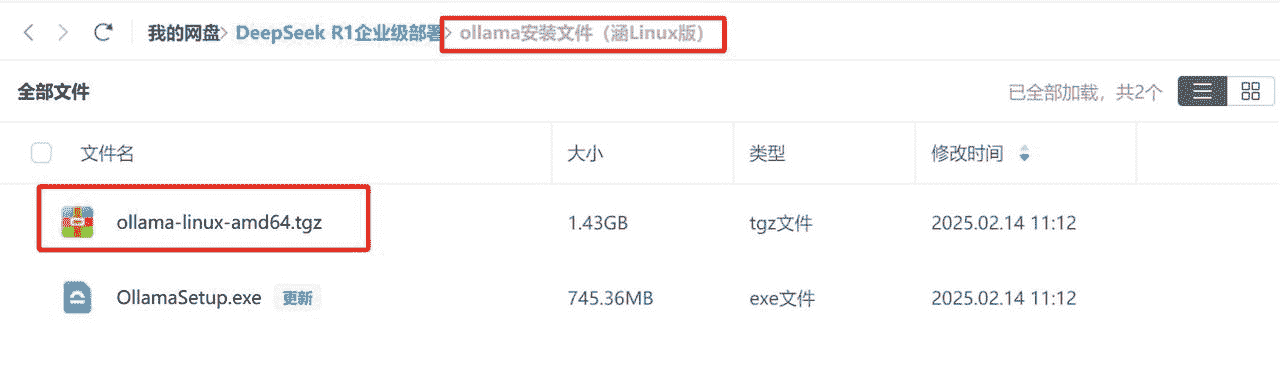 我的网盘> DeepSeek R1企业级部署> ollama安装文件（涵Linux版）
全部文件 已全部加载，共2个
文件名 大小 类型 修改时间
ollama-linux-amd64.tgz 1.43GB tgz文件 2025.02.14 11:12
OllamaSetup.exe 更新 745.36MB exe文件 2025.02.14 11:12